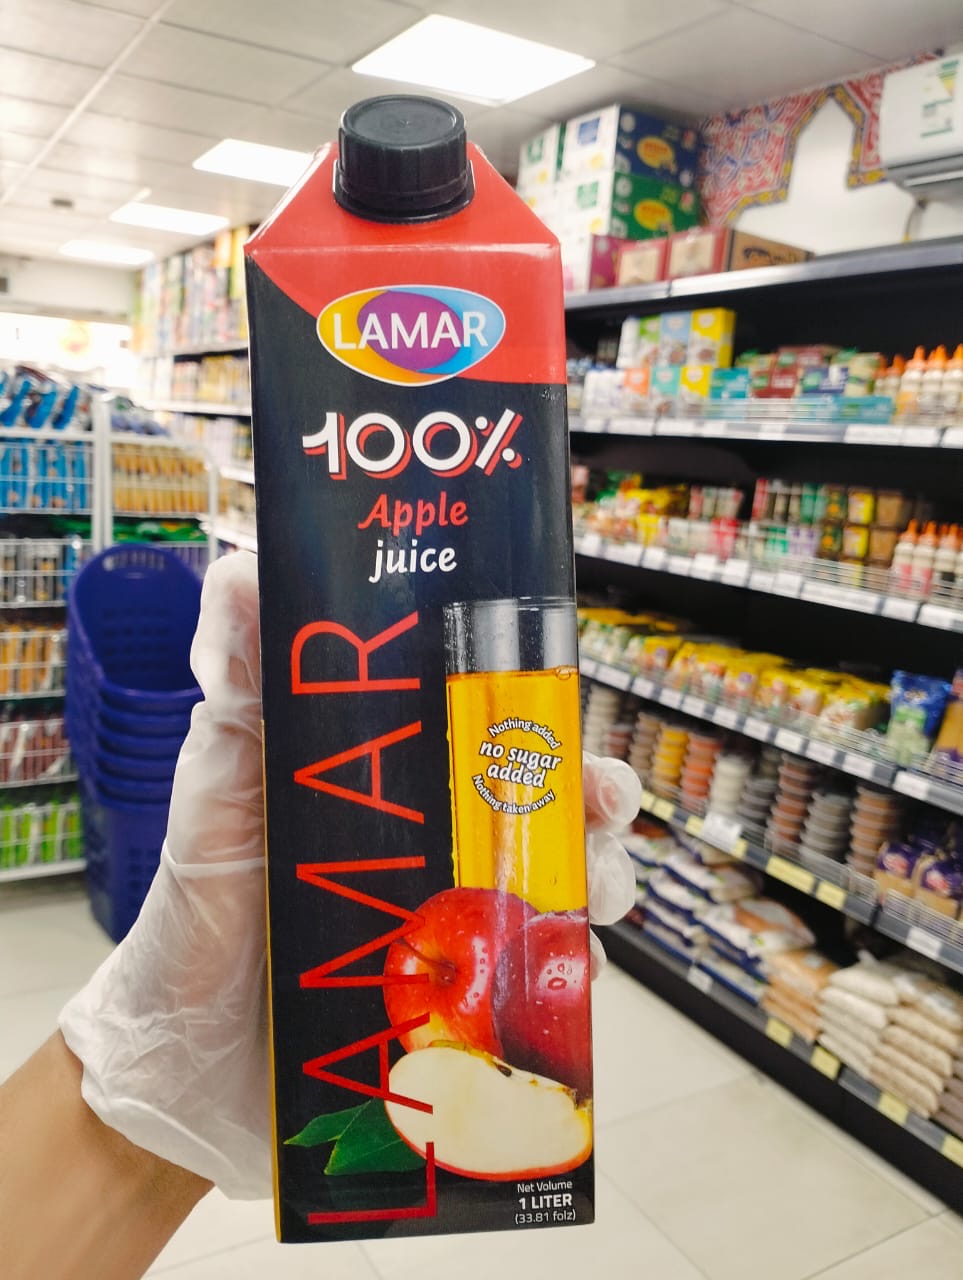 LAMAR
100%
Apple
juice
LAMAR
Nothing added
no sugar
added
Nothing taken away
Net Volume
1 LITER
(33.81 folz)